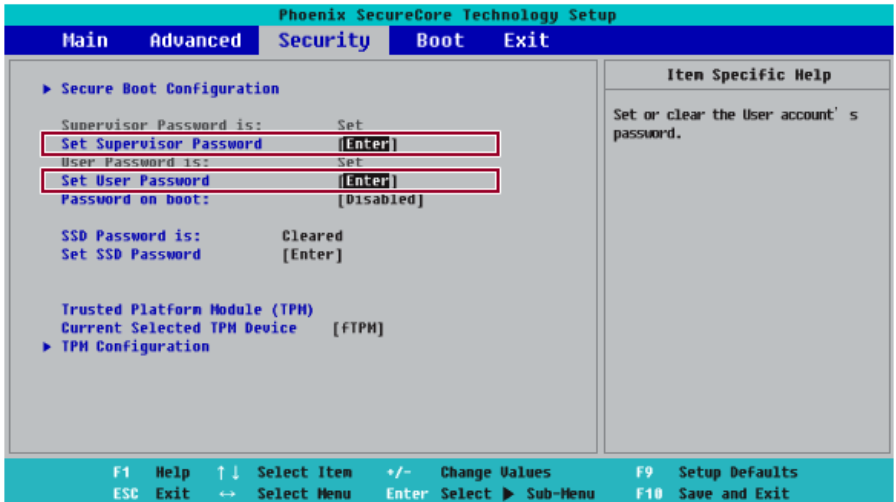 Phoenix SecureCore Technology Setup
Main Advanced Security Boot Exit
▶ Secure Boot Configuration
Supervisor Password is: Set
Set Supervisor Password [Enter]
User Password is: Set
Set User Password [Enter]
Password on boot: [Disabled]
SSD Password is: Cleared
Set SSD Password [Enter]
Trusted Platform Module (TPM)
Current Selected TPM Device [fTPM]
▶ TPM Configuration
Item Specific Help
Set or clear the User account's
password.
F1 Help ↑↓ Select Item +/- Change Values F9 Setup Defaults
ESC Exit ↔ Select Menu Enter Select ▶ Sub-Menu F10 Save and Exit